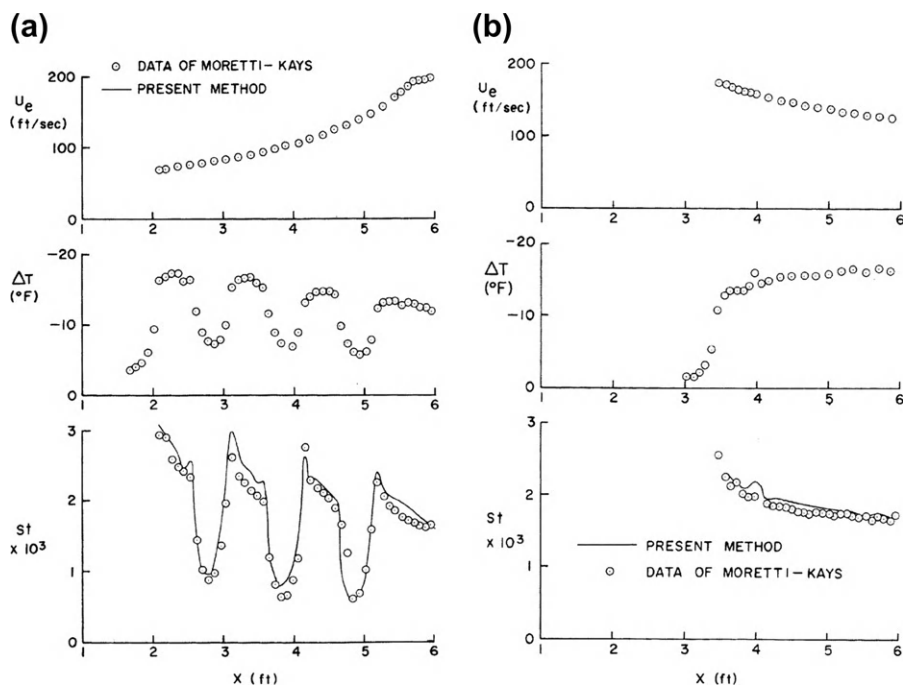 (a)
DATA OF MORETTI-KAYS
PRESENT METHOD
200
Ue
(ft/sec)
100
0
1 2 3 4 5 6
-20
ΔT
(°F)
-10
0
1 2 3 4 5 6
3
2
St
× 10³
1
0
1 2 3 4 5 6
X (ft)
(b)
200
Ue
(ft/sec)
100
0
1 2 3 4 5 6
-20
ΔT
(°F)
-10
0
1 2 3 4 5 6
3
2
St
× 10³
1
PRESENT METHOD
DATA OF MORETTI-KAYS
0
1 2 3 4 5 6
X (ft)